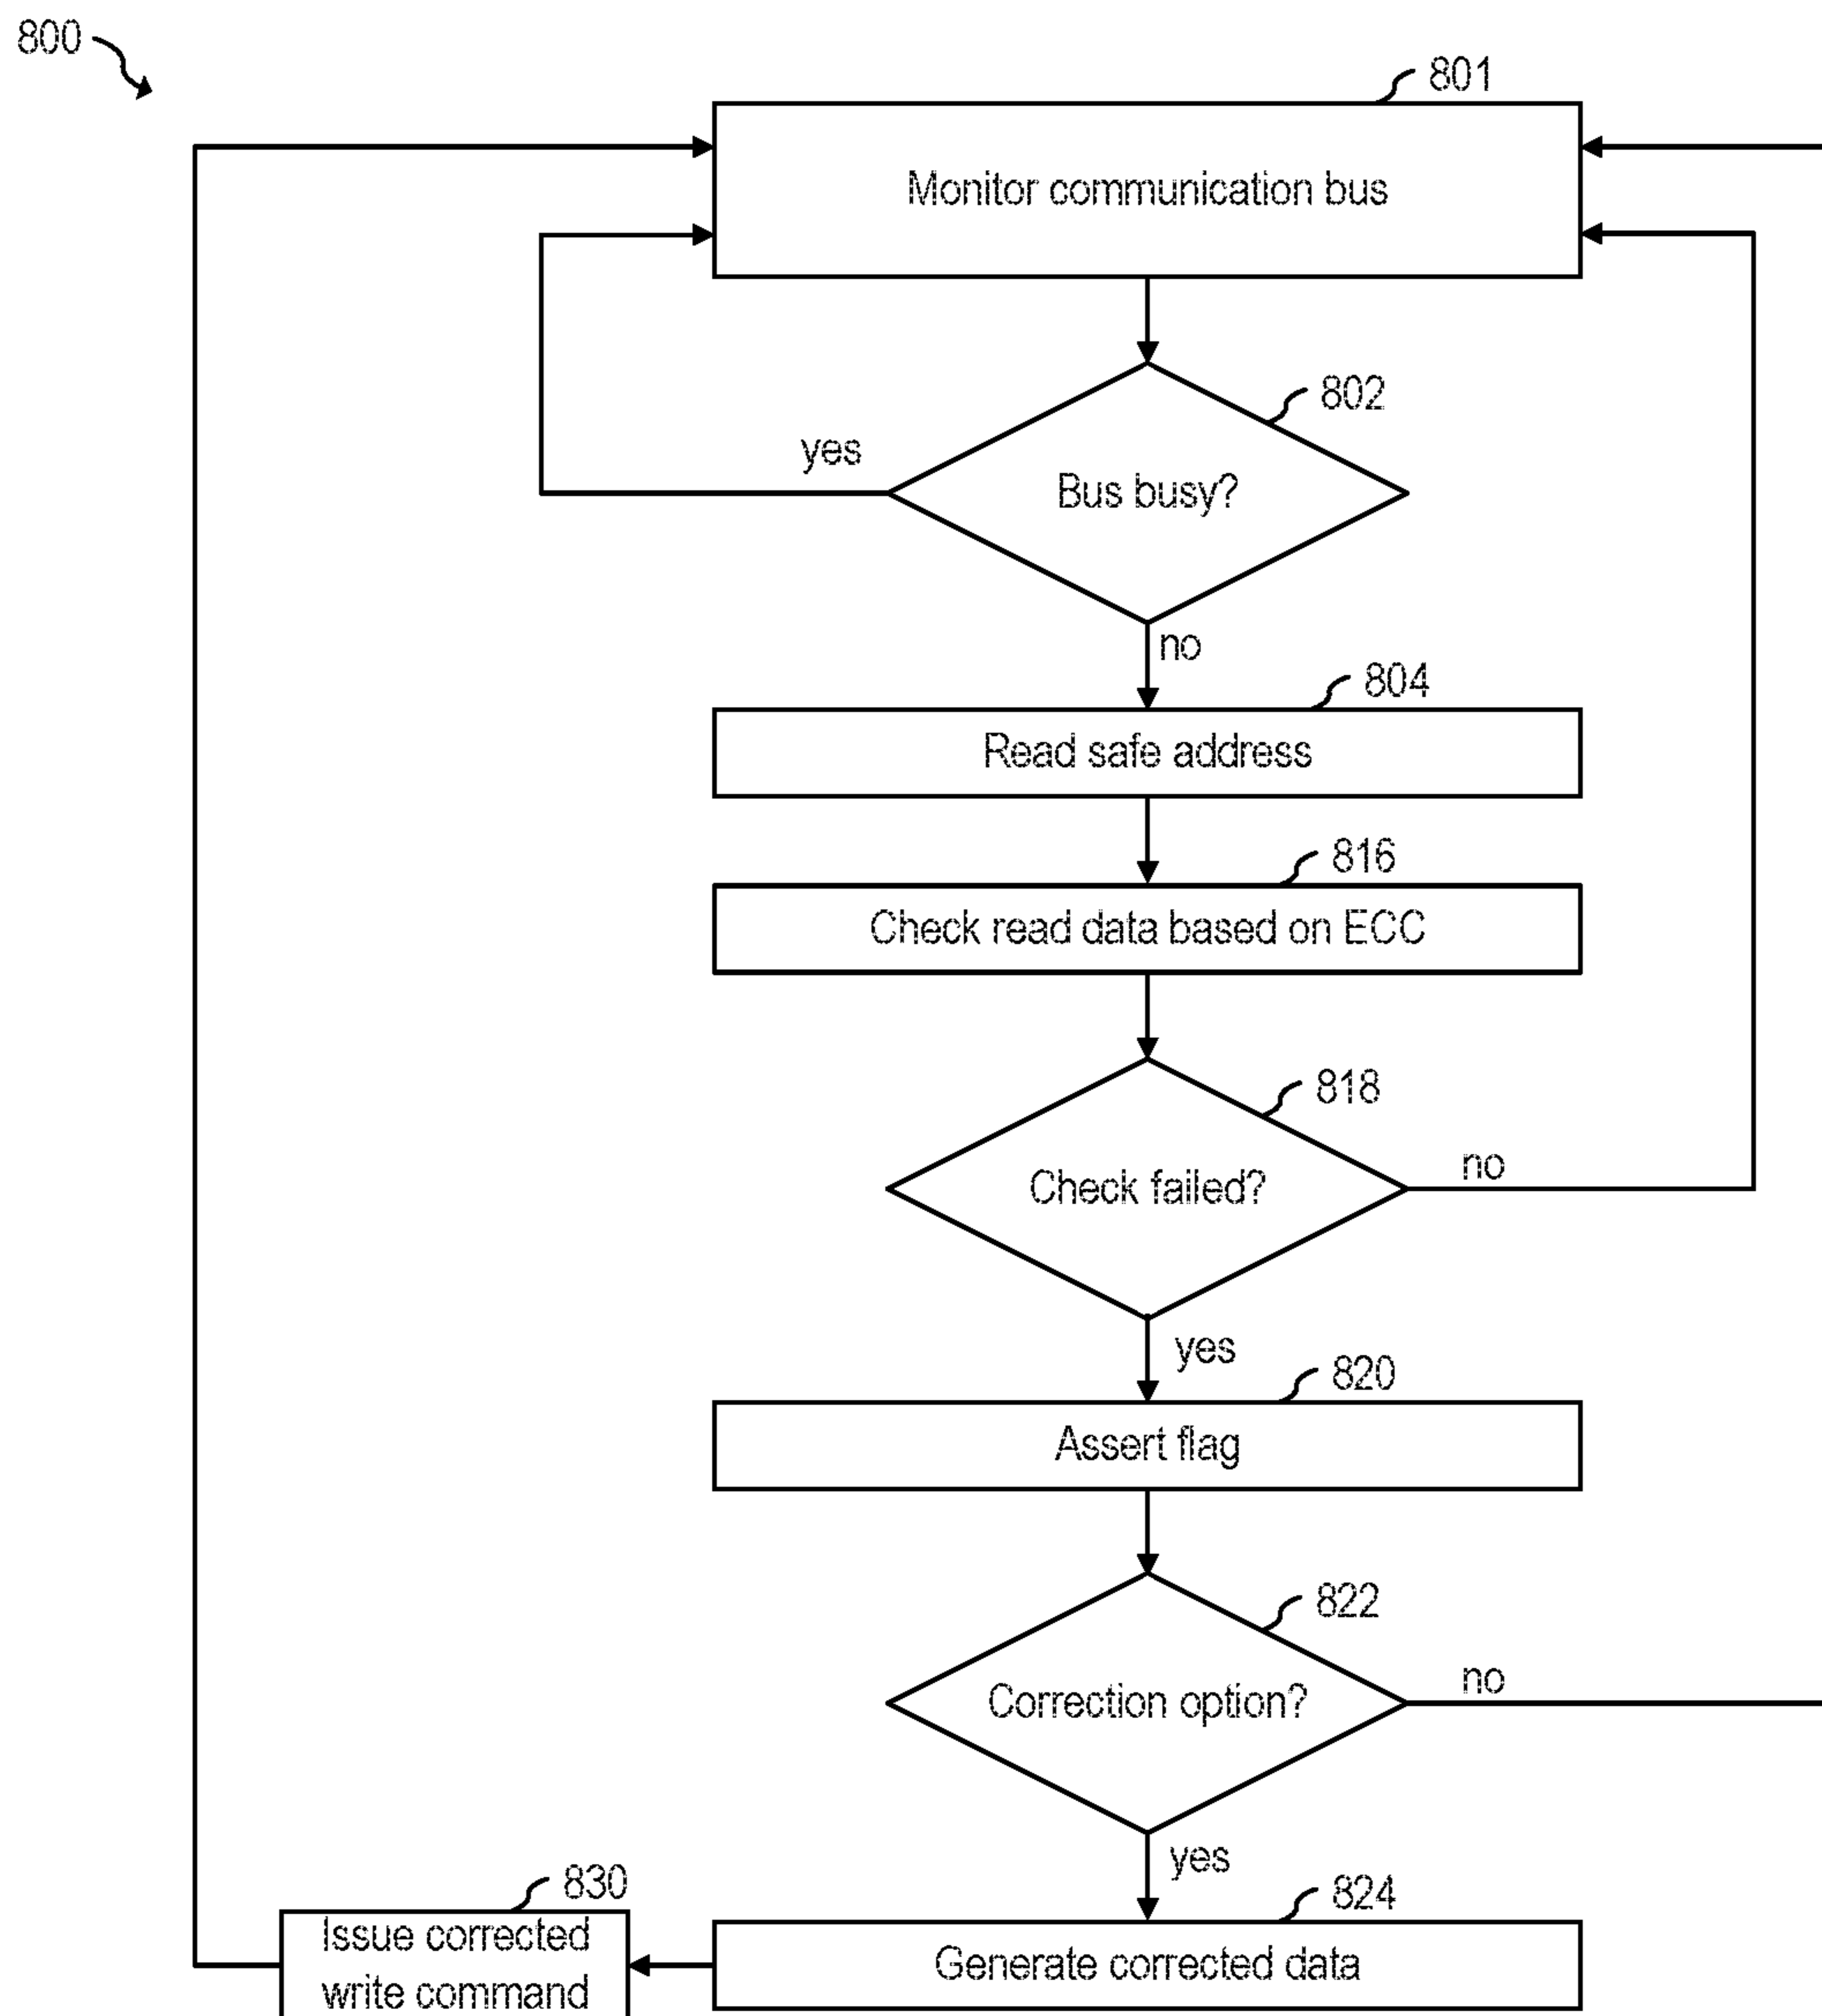 800
801
Monitor communication bus
802
yes
Bus busy?
no
804
Read safe address
816
Check read data based on ECC
818
Check failed?
no
yes
820
Assert flag
822
Correction option?
no
yes
830
824
Issue corrected
write command
Generate corrected data